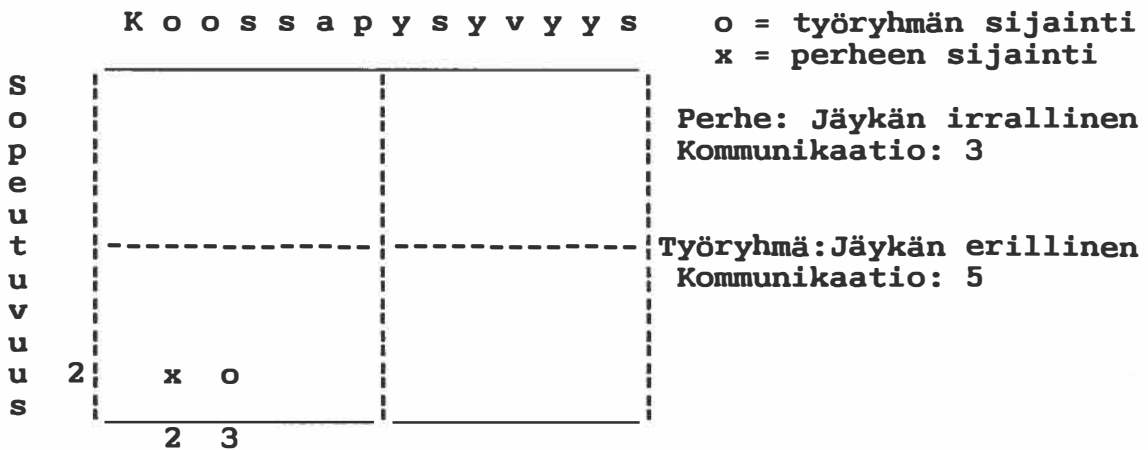 K o o s s a p y s y v y y s
o = työryhmän sijainti
x = perheen sijainti
S
o
p
e
u
t
u
v
u
u
s
Perhe: Jäykän irrallinen
Kommunikaatio: 3
Työryhmä:Jäykän erillinen
Kommunikaatio: 5
2 x o
2 3